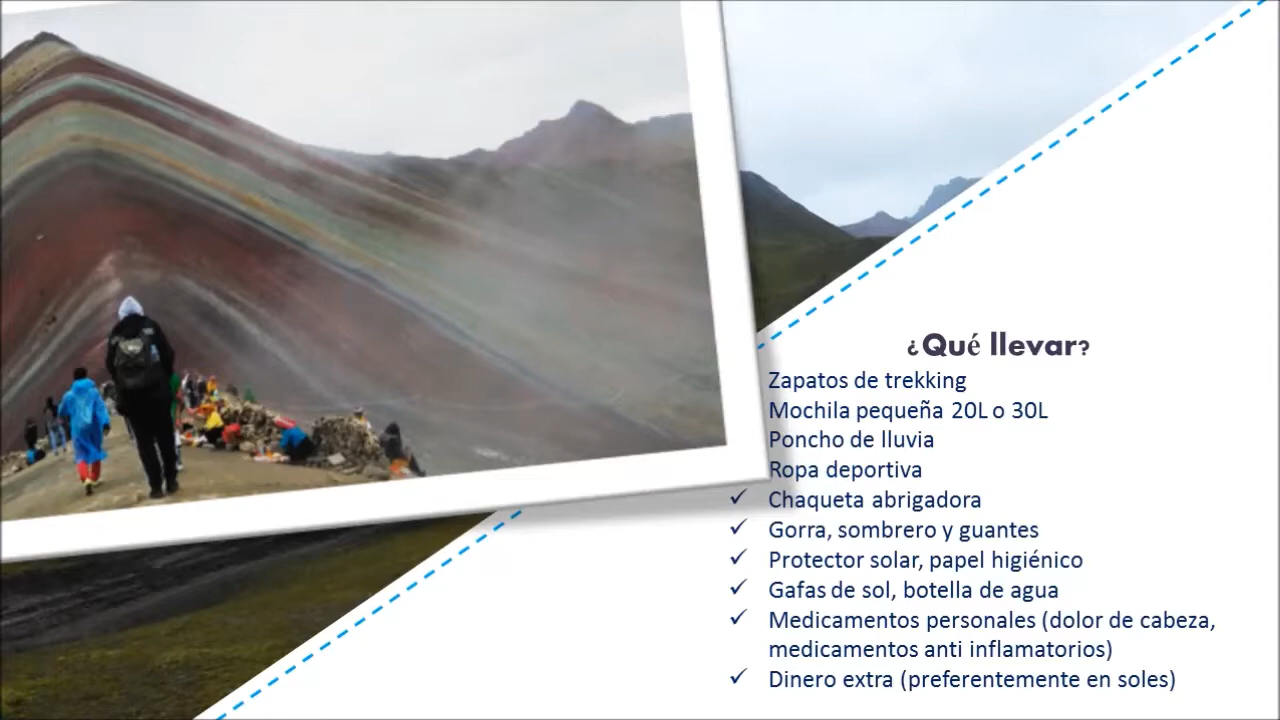 ¿Qué llevar?
Zapatos de trekking
Mochila pequeña 20L o 30L
Poncho de lluvia
Ropa deportiva
✓ Chaqueta abrigadora
✓ Gorra, sombrero y guantes
✓ Protector solar, papel higiénico
✓ Gafas de sol, botella de agua
✓ Medicamentos personales (dolor de cabeza,
medicamentos anti inflamatorios)
✓ Dinero extra (preferentemente en soles)